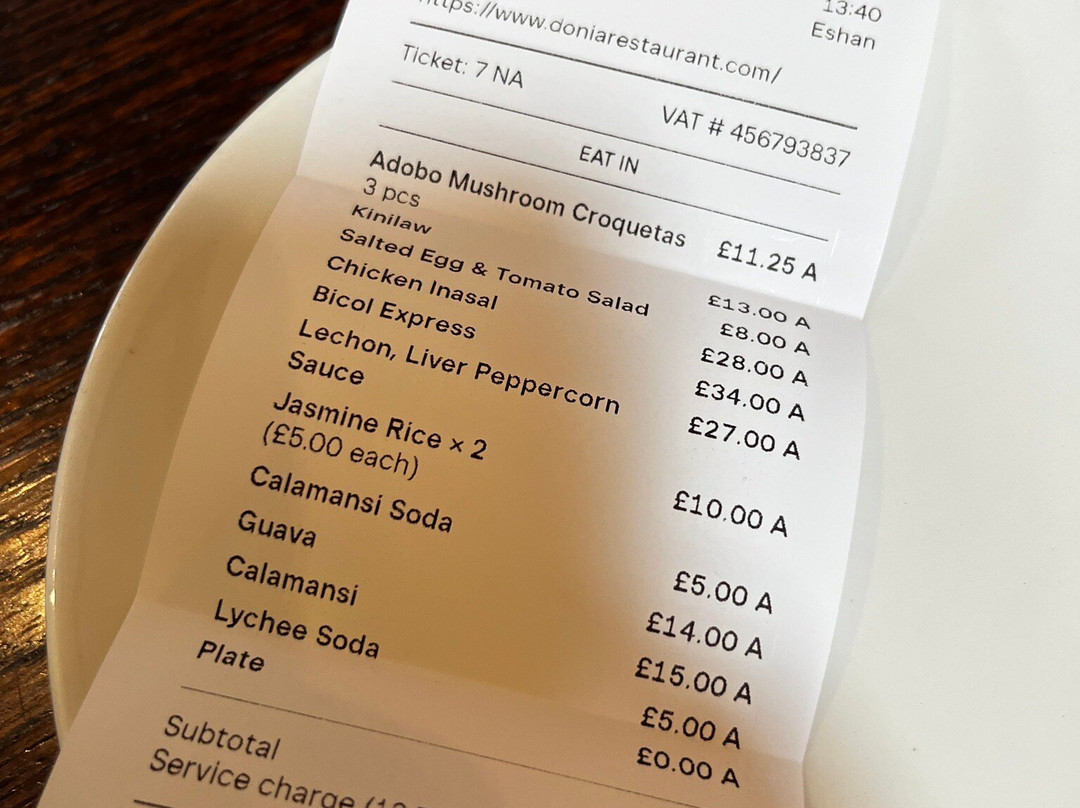 13:40
Eshan
https://www.doniarestaurant.com/
Ticket: 7 NA
VAT # 456793837
EAT IN
Adobo Mushroom Croquetas £11.25 A
3 pcs
Kinilaw £13.00 A
Salted Egg & Tomato Salad £8.00 A
Chicken Inasal £28.00 A
Bicol Express £34.00 A
Lechon, Liver Peppercorn £27.00 A
Sauce
Jasmine Rice × 2 £10.00 A
(£5.00 each)
Calamansi Soda £5.00 A
Guava £14.00 A
Calamansi £15.00 A
Lychee Soda £5.00 A
Plate £0.00 A
Subtotal
Service charge